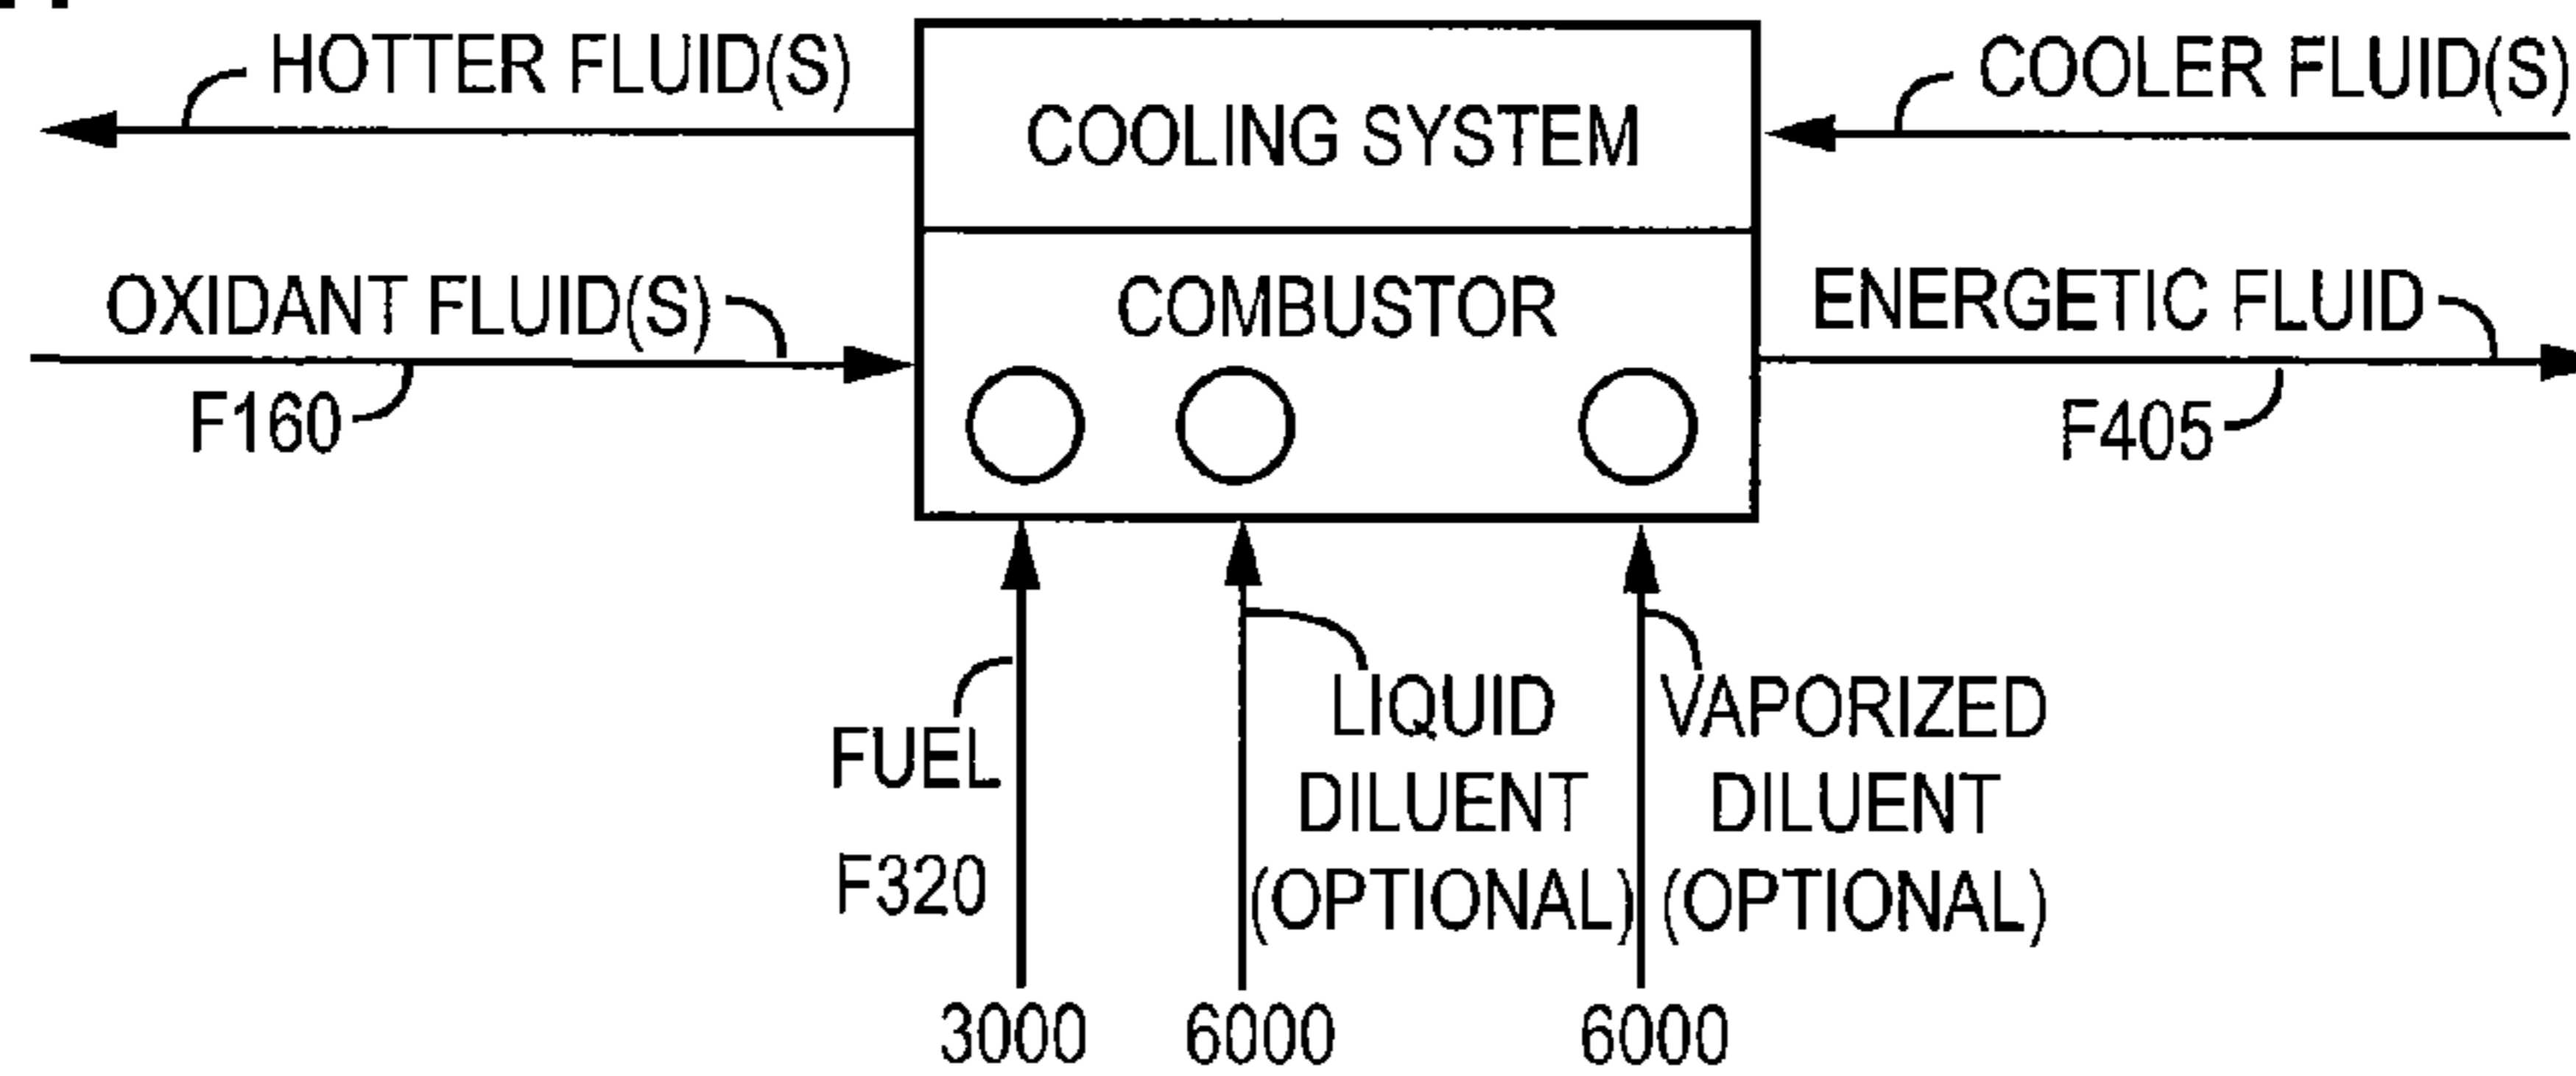 HOTTER FLUID(S)
COOLER FLUID(S)
COOLING SYSTEM
OXIDANT FLUID(S)
COMBUSTOR
ENERGETIC FLUID
F160
F405
FUEL
F320
LIQUID
DILUENT
(OPTIONAL)
VAPORIZED
DILUENT
(OPTIONAL)
3000
6000
6000